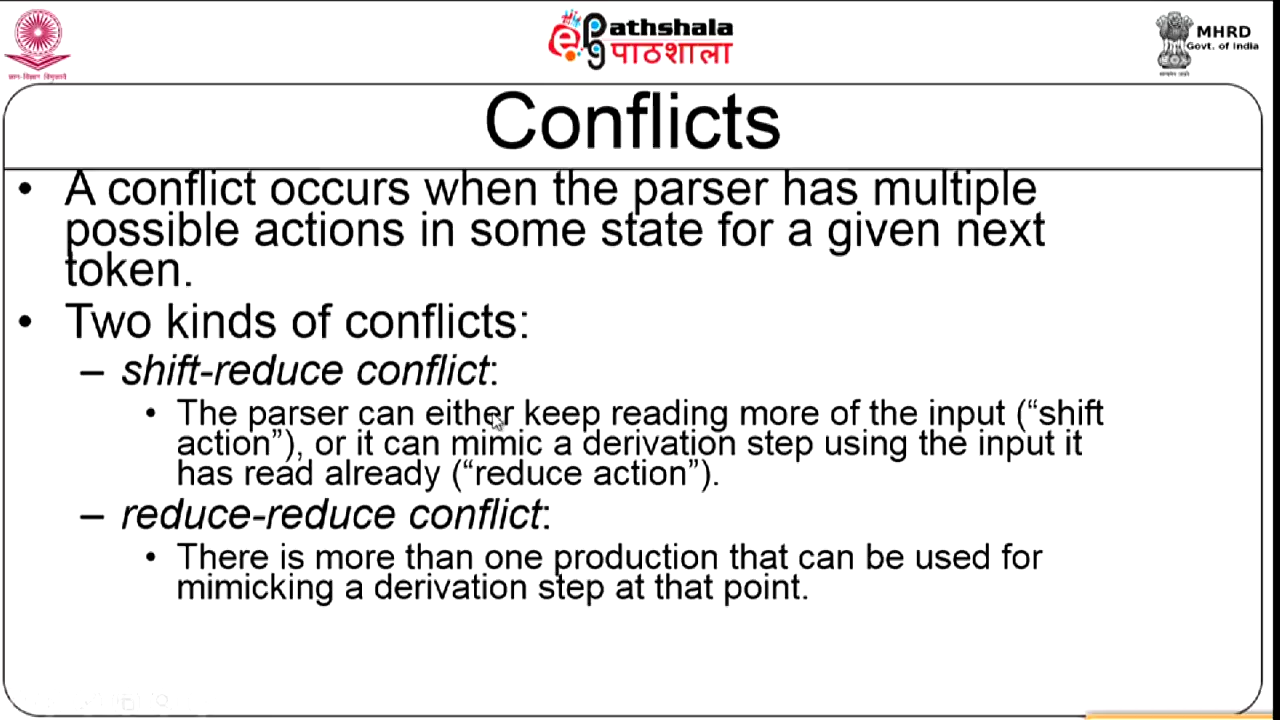 ePathshala
पाठशाला
MHRD
Govt. of India
Conflicts
• A conflict occurs when the parser has multiple
possible actions in some state for a given next
token.
• Two kinds of conflicts:
– shift-reduce conflict:
• The parser can either keep reading more of the input (“shift
action”), or it can mimic a derivation step using the input it
has read already (“reduce action”).
– reduce-reduce conflict:
• There is more than one production that can be used for
mimicking a derivation step at that point.